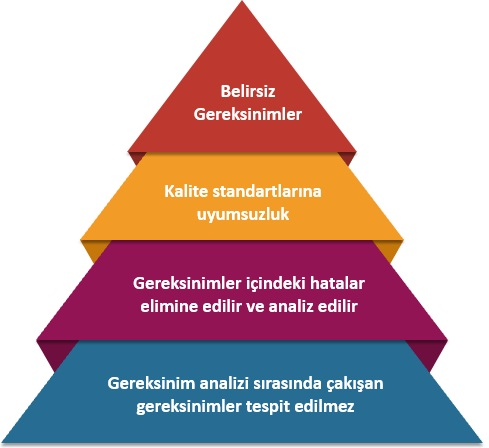 Belirsiz
Gereksinimler
Kalite standartlarına
uyumsuzluk
Gereksinimler içindeki hatalar
elimine edilir ve analiz edilir
Gereksinim analizi sırasında çakışan
gereksinimler tespit edilmez